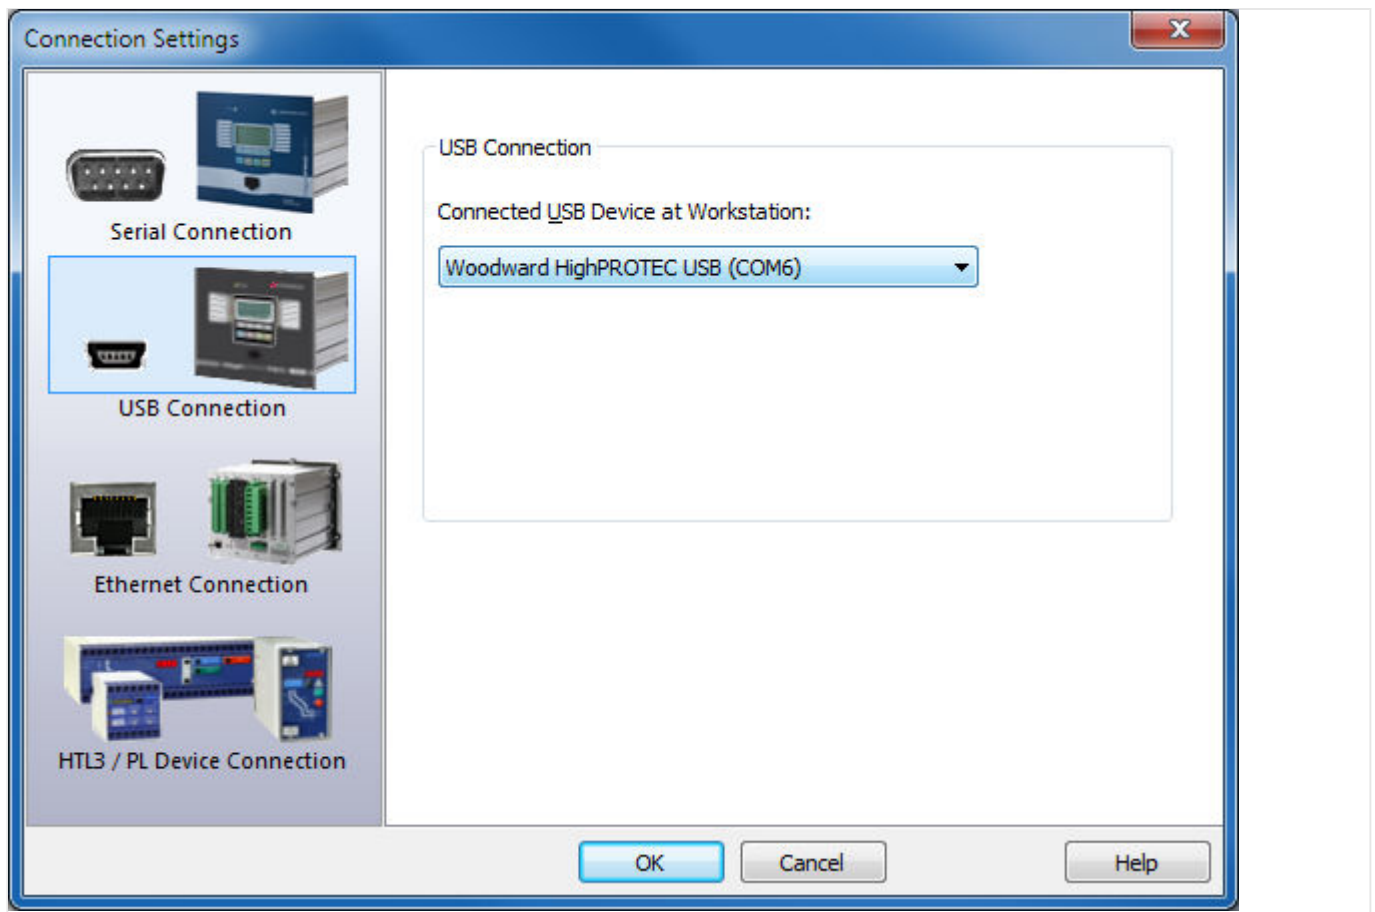 Connection Settings
Serial Connection
USB Connection
Ethernet Connection
HTL3 / PL Device Connection
USB Connection
Connected USB Device at Workstation:
Woodward HighPROTEC USB (COM6)
OK
Cancel
Help